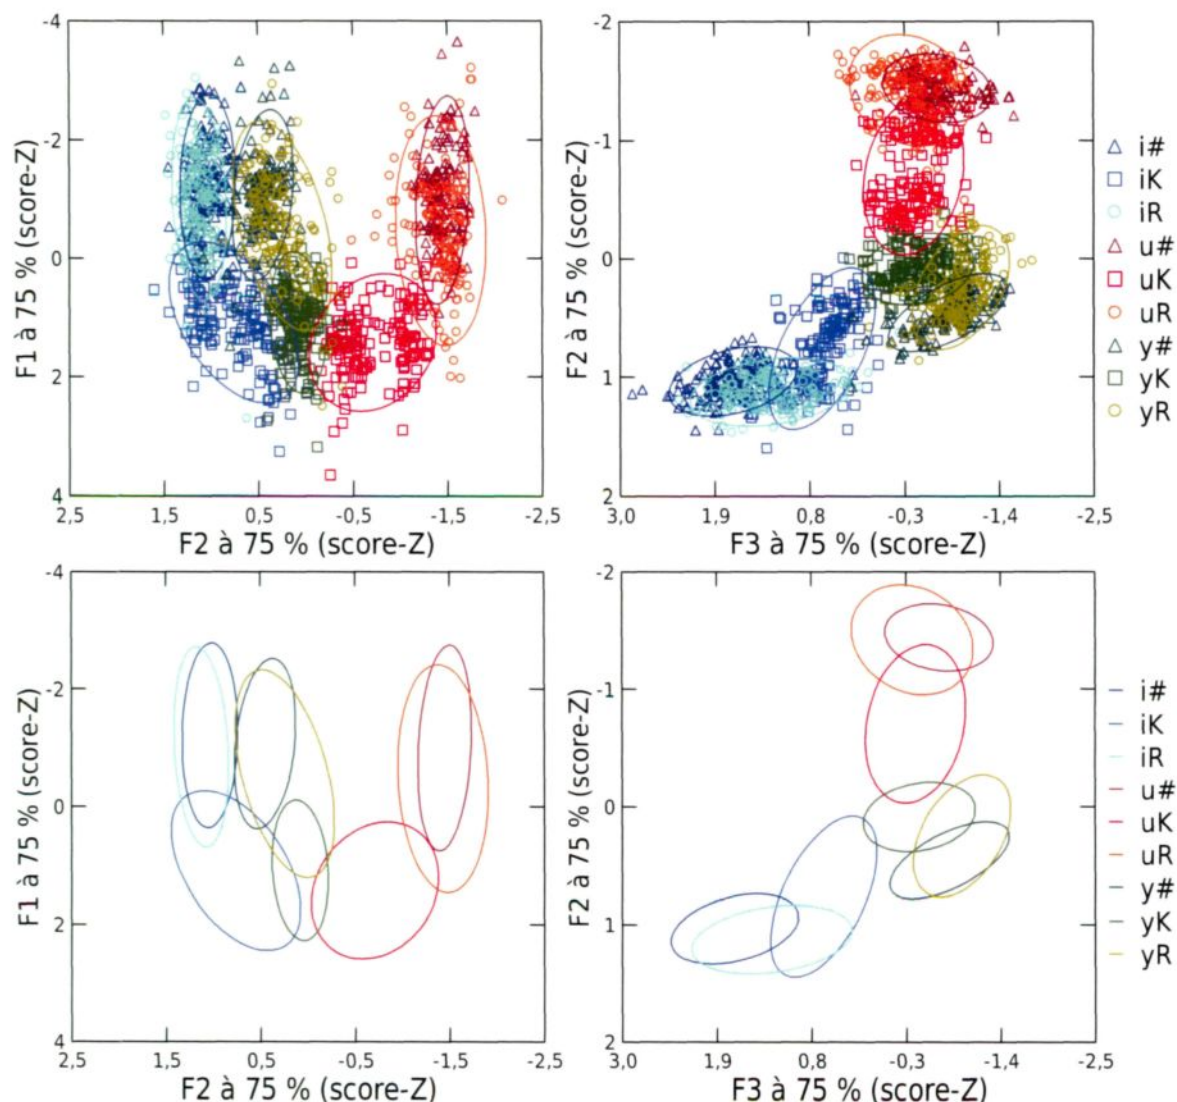 -4
-2
0
2
4
F1 à 75 % (score-Z)
2,5 1,5 0,5 -0,5 -1,5 -2,5
F2 à 75 % (score-Z)
-2
-1
0
1
2
F2 à 75 % (score-Z)
3,0 1,9 0,8 -0,3 -1,4 -2,5
F3 à 75 % (score-Z)
i#
iK
iR
u#
uK
uR
y#
yK
yR
-4
-2
0
2
4
F1 à 75 % (score-Z)
2,5 1,5 0,5 -0,5 -1,5 -2,5
F2 à 75 % (score-Z)
-2
-1
0
1
2
F2 à 75 % (score-Z)
3,0 1,9 0,8 -0,3 -1,4 -2,5
F3 à 75 % (score-Z)
i#
iK
iR
u#
uK
uR
y#
yK
yR